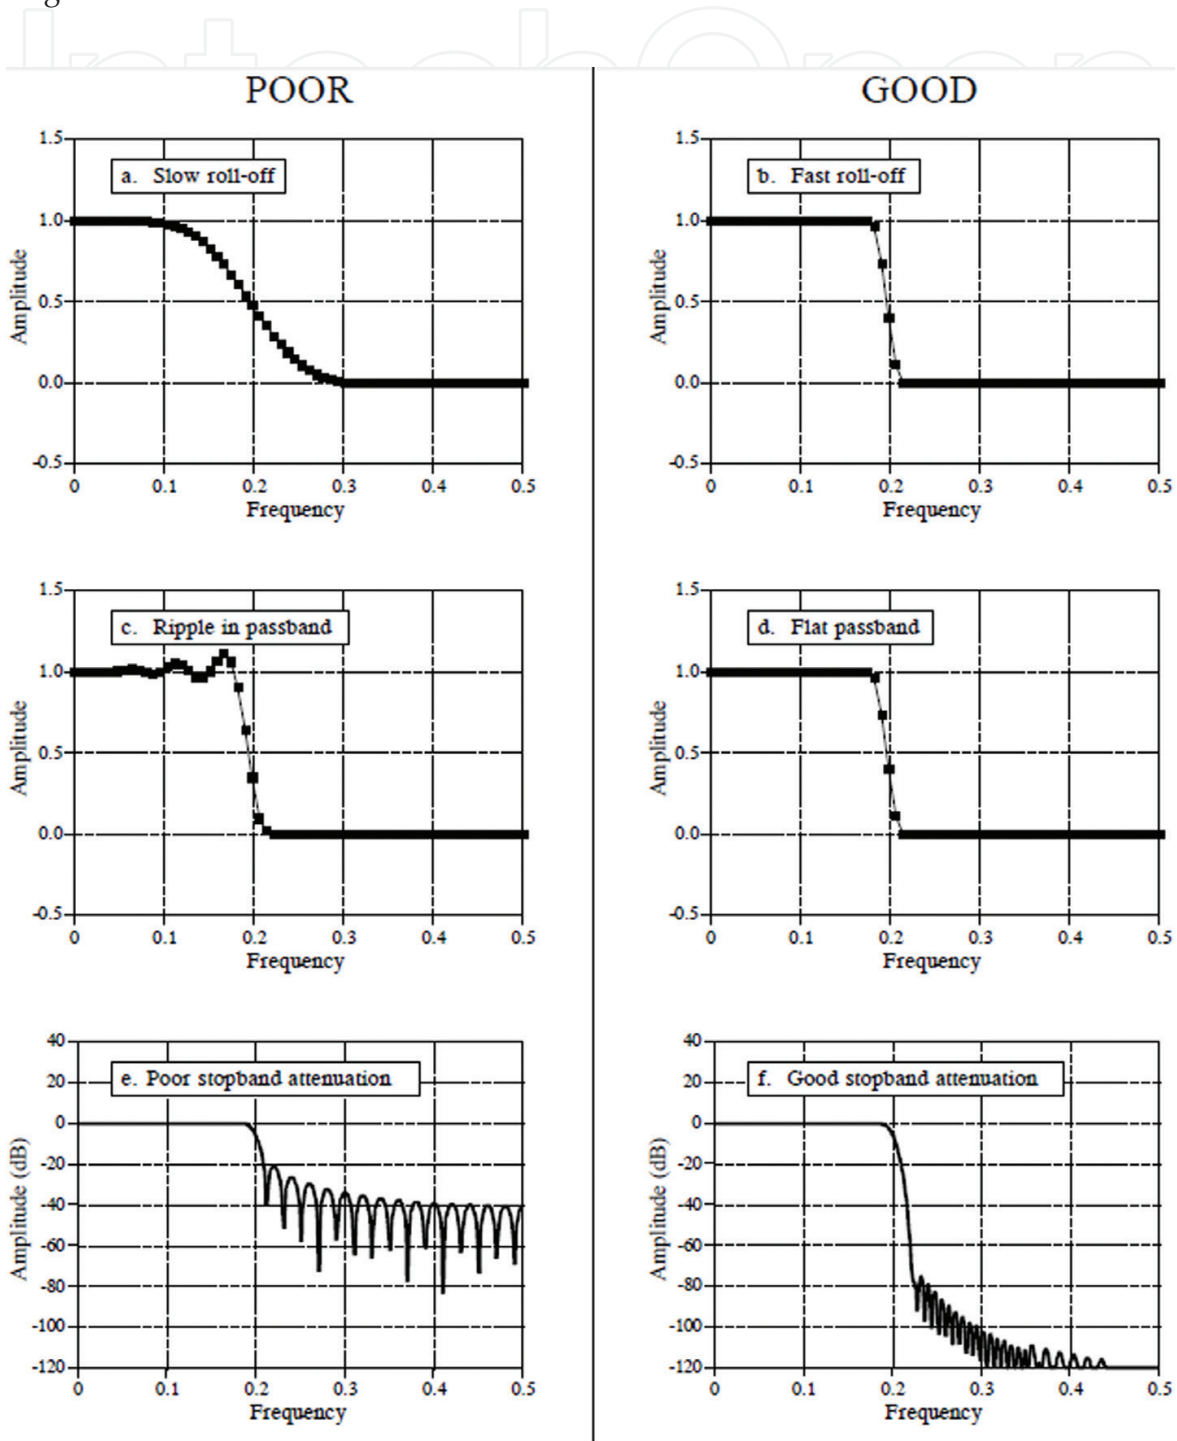 IntechOpen
POOR
GOOD
1.5
1.0
0.5
0.0
-0.5
a. Slow roll-off
Amplitude
0 0.1 0.2 0.3 0.4 0.5
Frequency
1.5
1.0
0.5
0.0
-0.5
b. Fast roll-off
Amplitude
0 0.1 0.2 0.3 0.4 0.5
Frequency
1.5
1.0
0.5
0.0
-0.5
c. Ripple in passband
Amplitude
0 0.1 0.2 0.3 0.4 0.5
Frequency
1.5
1.0
0.5
0.0
-0.5
d. Flat passband
Amplitude
0 0.1 0.2 0.3 0.4 0.5
Frequency
40
20
0
-20
-40
-60
-80
-100
-120
e. Poor stopband attenuation
Amplitude (dB)
0 0.1 0.2 0.3 0.4 0.5
Frequency
40
20
0
-20
-40
-60
-80
-100
-120
f. Good stopband attenuation
Amplitude (dB)
0 0.1 0.2 0.3 0.4 0.5
Frequency